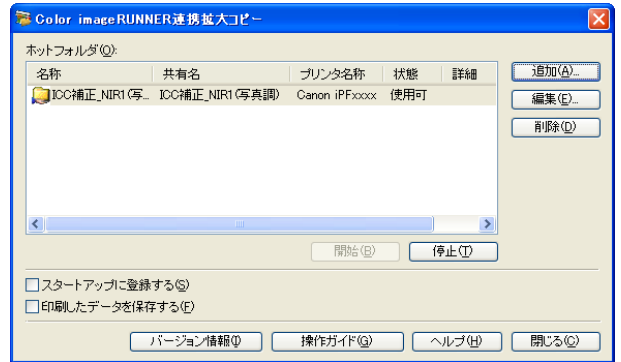 Color imageRUNNER連携拡大コピー
ホットフォルダ(O):
名称 共有名 プリンタ名称 状態 詳細
ICC補正_NIR1(写... ICC補正_NIR1(写真調) Canon iPFxxxx 使用可
追加(A)...
編集(E)...
削除(D)
開始(B) 停止(T)
スタートアップに登録する(S)
印刷したデータを保存する(F)
バージョン情報(I) 操作ガイド(G) ヘルプ(H) 閉じる(C)